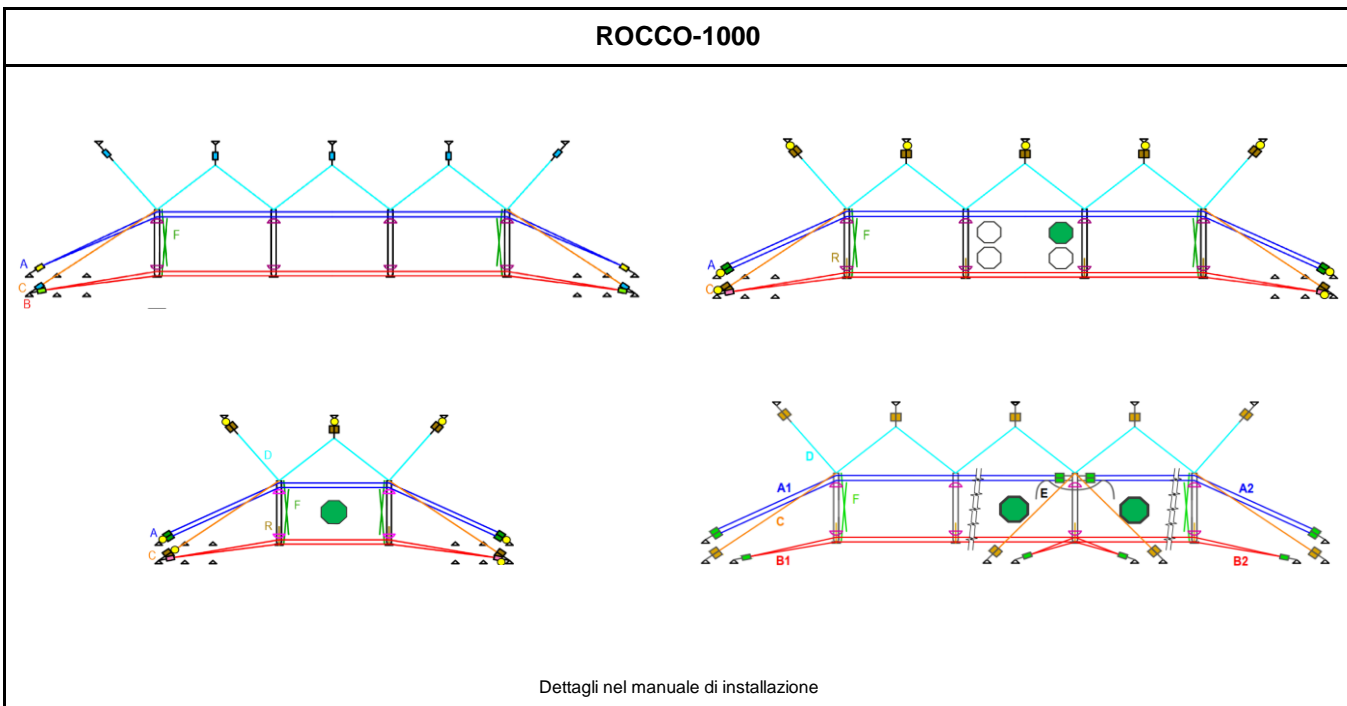 ROCCO-1000
F
A
C
B
F
R
A
C
D
F
R
A
C
D
A1
F
E
A2
C
B1
B2
Dettagli nel manuale di installazione